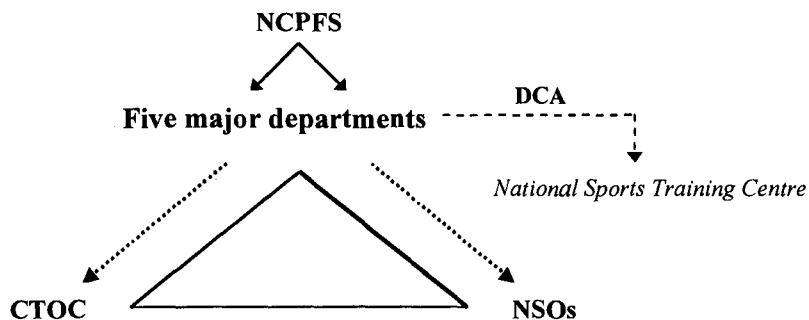 NCPFS
Five major departments
DCA
National Sports Training Centre
CTOC
NSOs